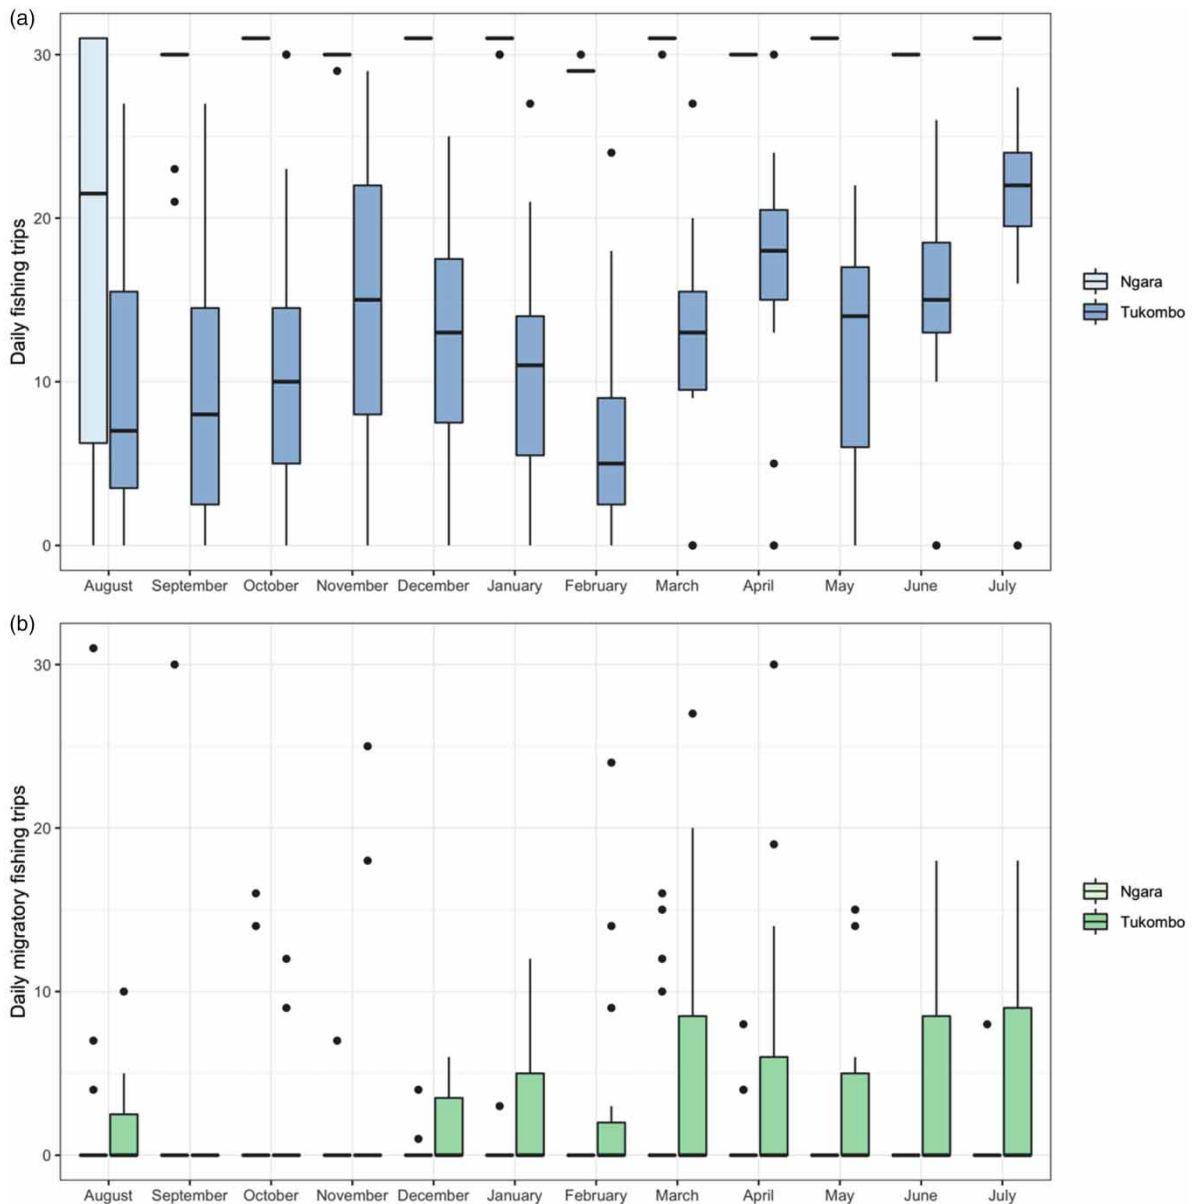 (a)
Daily fishing trips
30
20
10
0
August September October November December January February March April May June July
Ngara
Tukombo
(b)
Daily migratory fishing trips
30
20
10
0
August September October November December January February March April May June July
Ngara
Tukombo